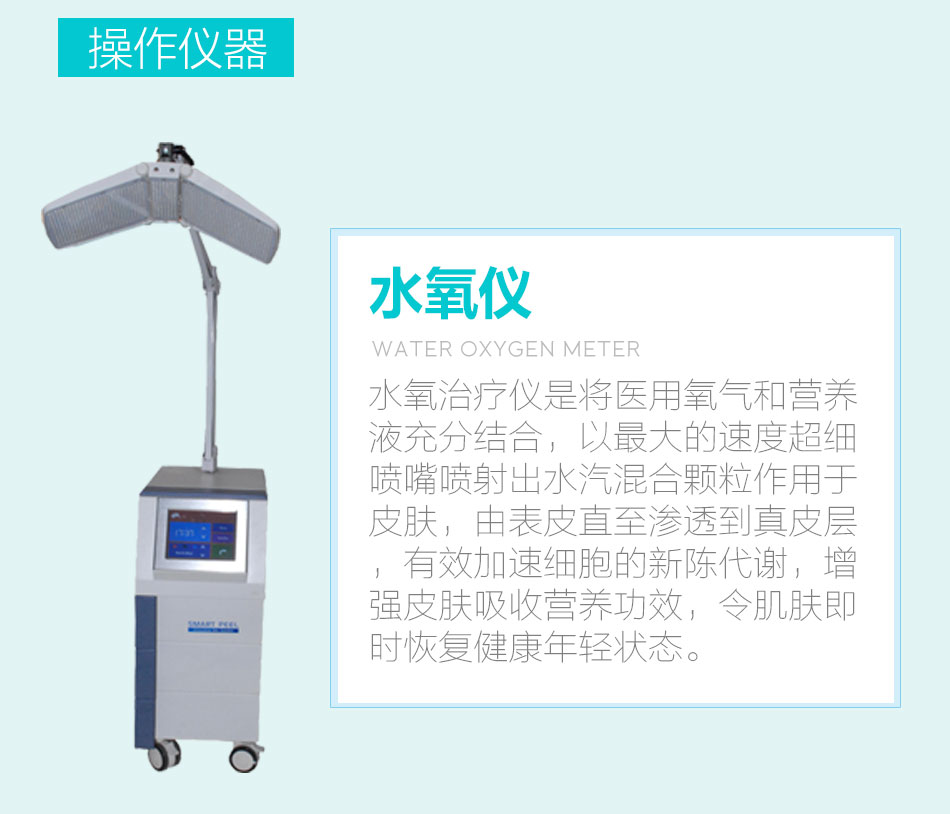 操作仪器
水氧仪
WATER OXYGEN METER
水氧治疗仪是将医用氧气和营养
液充分结合，以最大的速度超细
喷嘴喷射出水汽混合颗粒作用于
皮肤，由表皮直至渗透到真皮层
，有效加速细胞的新陈代谢，增
强皮肤吸收营养功效，令肌肤即
时恢复健康年轻状态。
SMART PEEL